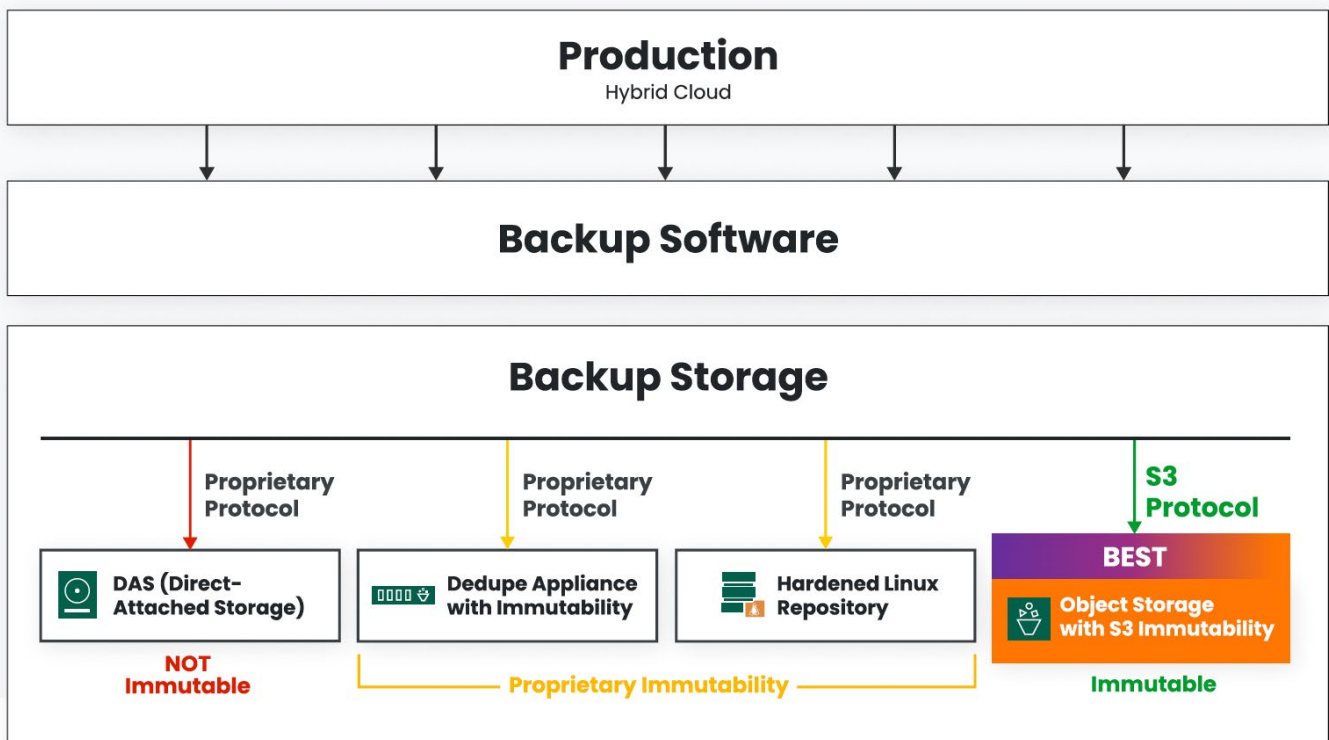 Production
Hybrid Cloud
Backup Software
Backup Storage
Proprietary
Protocol
Proprietary
Protocol
Proprietary
Protocol
S3
Protocol
DAS (Direct-
Attached Storage)
Dedupe Appliance
with Immutability
Hardened Linux
Repository
BEST
Object Storage
with S3 Immutability
NOT
Immutable
Proprietary Immutability
Immutable